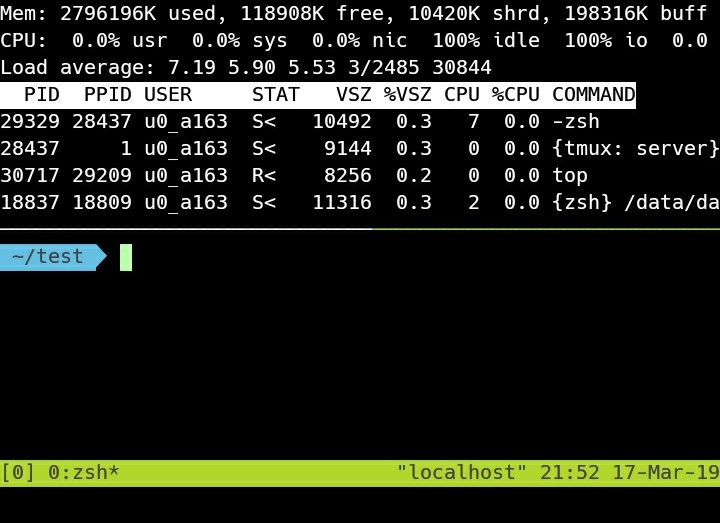 Mem: 2796196K used, 118908K free, 10420K shrd, 198316K buff
CPU:  0.0% usr  0.0% sys  0.0% nic  100% idle  100% io  0.0
Load average: 7.19 5.90 5.53 3/2485 30844
  PID  PPID USER     STAT   VSZ %VSZ CPU %CPU COMMAND
29329 28437 u0_a163  S<   10492  0.3   7  0.0 -zsh
28437     1 u0_a163  S<    9144  0.3   0  0.0 {tmux: server}
30717 29209 u0_a163  R<    8256  0.2   0  0.0 top
18837 18809 u0_a163  S<   11316  0.3   2  0.0 {zsh} /data/da
~/test
[0] 0:zsh*                       "localhost" 21:52 17-Mar-19